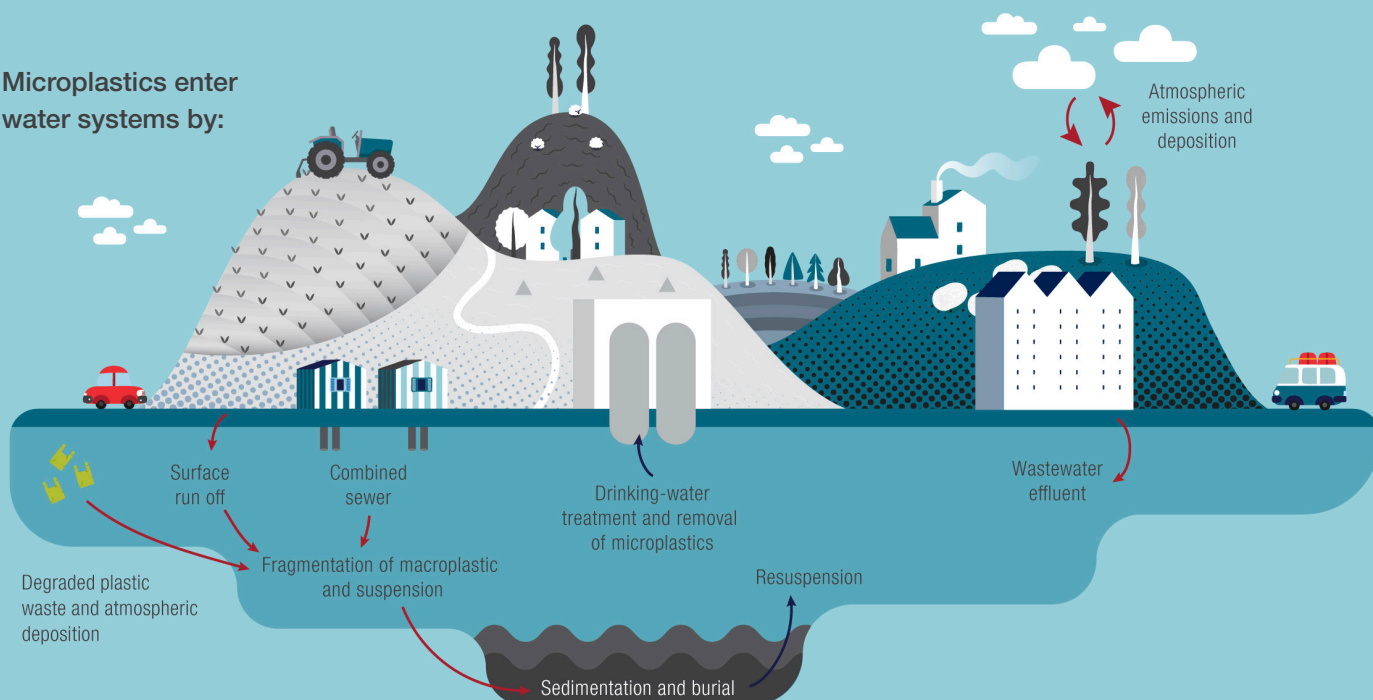 Microplastics enter
water systems by:
Atmospheric
emissions and
deposition
Surface
run off
Combined
sewer
Drinking-water
treatment and removal
of microplastics
Wastewater
effluent
Degraded plastic
waste and atmospheric
deposition
Fragmentation of macroplastic
and suspension
Resuspension
Sedimentation and burial